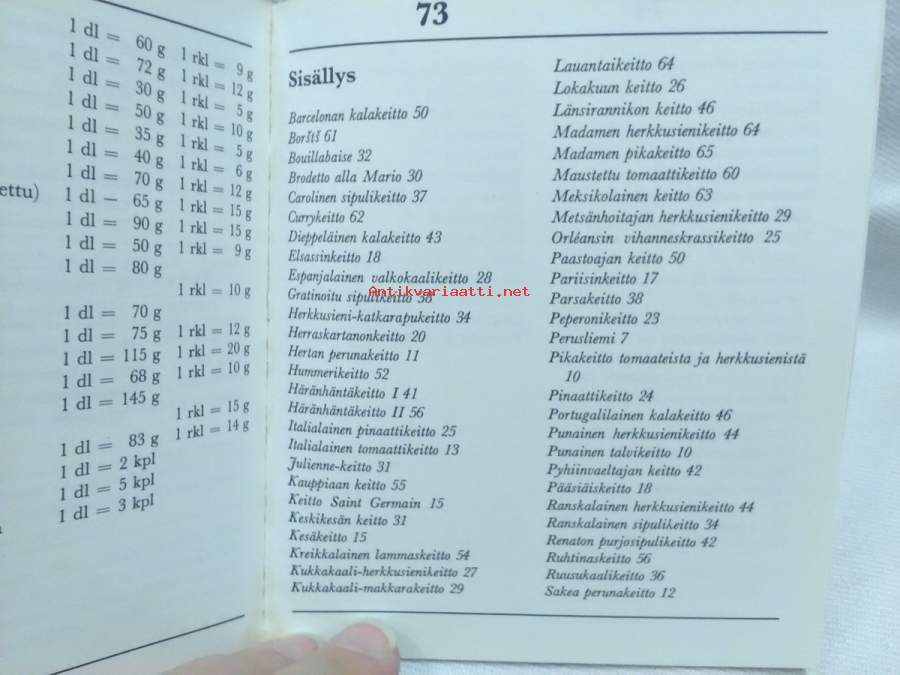 1 dl = 60 g 1 rkl = 9 g
1 dl = 72 g 1 rkl = 12 g
1 dl = 30 g 1 rkl = 5 g
1 dl = 50 g 1 rkl = 10 g
1 dl = 35 g 1 rkl = 5 g
1 dl = 40 g 1 rkl = 6 g
1 dl = 70 g 1 rkl = 12 g
ettu) 1 dl — 65 g 1 rkl = 15 g
1 dl = 90 g 1 rkl = 15 g
1 dl = 50 g 1 rkl = 9 g
1 dl = 80 g
1 rkl = 10 g
1 dl = 70 g
1 dl = 75 g 1 rkl = 12 g
1 dl = 115 g 1 rkl = 20 g
1 dl = 68 g 1 rkl = 10 g
1 dl = 145 g
1 rkl = 15 g
1 dl = 83 g 1 rkl = 14 g
1 dl = 2 kpl
1 dl = 5 kpl
1 dl = 3 kpl
73
Sisällys
Barcelonan kalakeitto 50
Borštš 61
Bouillabaise 32
Brodetto alla Mario 30
Carolinen sipulikeitto 37
Currykeitto 62
Dieppeläinen kalakeitto 43
Elsassinkeitto 18
Espanjalainen valkokaalikeitto 28
Gratinoitu sipulikeitto 38
Herkkusieni-katkarapukeitto 34
Herraskartanonkeitto 20
Hertan perunakeitto 11
Hummerikeitto 52
Häränhäntäkeitto I 41
Häränhäntäkeitto II 56
Italialainen pinaattikeitto 25
Italialainen tomaattikeitto 13
Julienne-keitto 31
Kauppiaan keitto 55
Keitto Saint Germain 15
Keskikesän keitto 31
Kesäkeitto 15
Kreikkalainen lammaskeitto 54
Kukkakaali-herkkusienikeitto 27
Kukkakaali-makkarakeitto 29
Lauantaikeitto 64
Lokakuun keitto 26
Länsirannikon keitto 46
Madamen herkkusienikeitto 64
Madamen pikakeitto 65
Maustettu tomaattikeitto 60
Meksikolainen keitto 63
Metsänhoitajan herkkusienikeitto 29
Orléansin vihanneskrassikeitto 25
Paastoajan keitto 50
Pariisinkeitto 17
Parsakeitto 38
Peperonikeitto 23
Perusliemi 7
Pikakeitto tomaateista ja herkkusienistä
10
Pinaattikeitto 24
Portugalilainen kalakeitto 46
Punainen herkkusienikeitto 44
Punainen talvikeitto 10
Pyhiinvaeltajan keitto 42
Pääsiäiskeitto 18
Ranskalainen herkkusienikeitto 44
Ranskalainen sipulikeitto 34
Renaton purjosipulikeitto 42
Ruhtinaskeitto 56
Ruusukaalikeitto 36
Sakea perunakeitto 12
Antikvariaatti.net